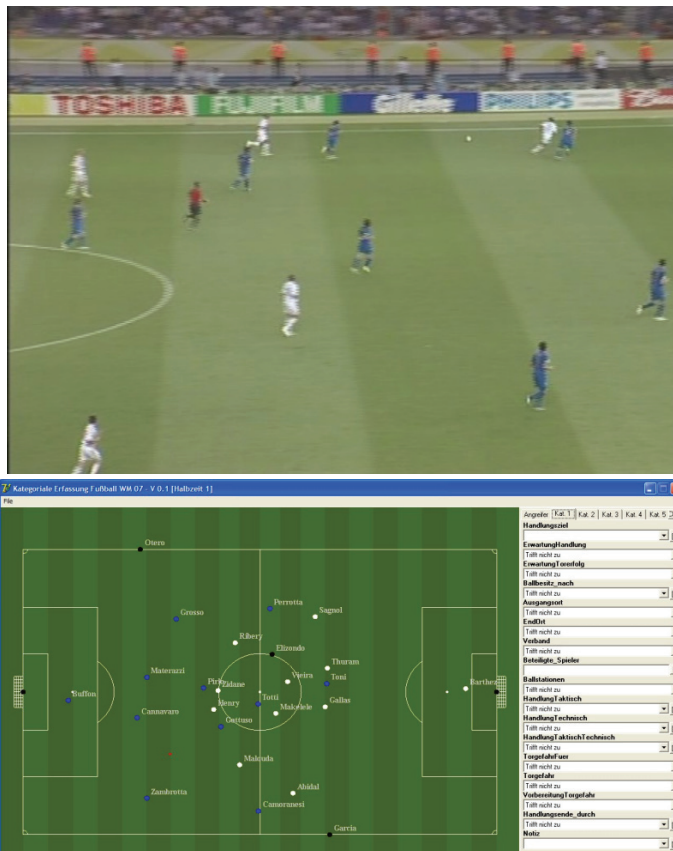 TOSHIBA FUJIFILM Gillette PHILIPS
Kategoriale Erfassung Fußball WM 07 - V 0.1 [Halbzeit 1]
File
Angreifer Kat. 1 Kat. 2 Kat. 3 Kat. 4 Kat. 5
Otero
Grosso
Perrotta
Sagnol
Ribery
Elizondo
Thuram
Materazzi
Pirlo
Zidane
Vieira
Toni
Barthez
Buffon
Totti
Henry
Makelele
Gallas
Cannavaro
Gattuso
Malouda
Abidal
Zambrotta
Camoranesi
Garcia
Handlungsziel
ErwartungHandlung
Trifft nicht zu
ErwartungTorerfolg
Trifft nicht zu
Ballbesitz_nach
Trifft nicht zu
Ausgangsort
Trifft nicht zu
EndOrt
Trifft nicht zu
Verband
Trifft nicht zu
Beteiligte_Spieler
Ballstationen
Trifft nicht zu
HandlungTaktisch
Trifft nicht zu
HandlungTechnisch
Trifft nicht zu
HandlungTaktischTechnisch
Trifft nicht zu
TorgefahrFuer
Trifft nicht zu
Torgefahr
Trifft nicht zu
VorbereitungTorgefahr
Trifft nicht zu
Handlungsende_durch
Trifft nicht zu
Notiz